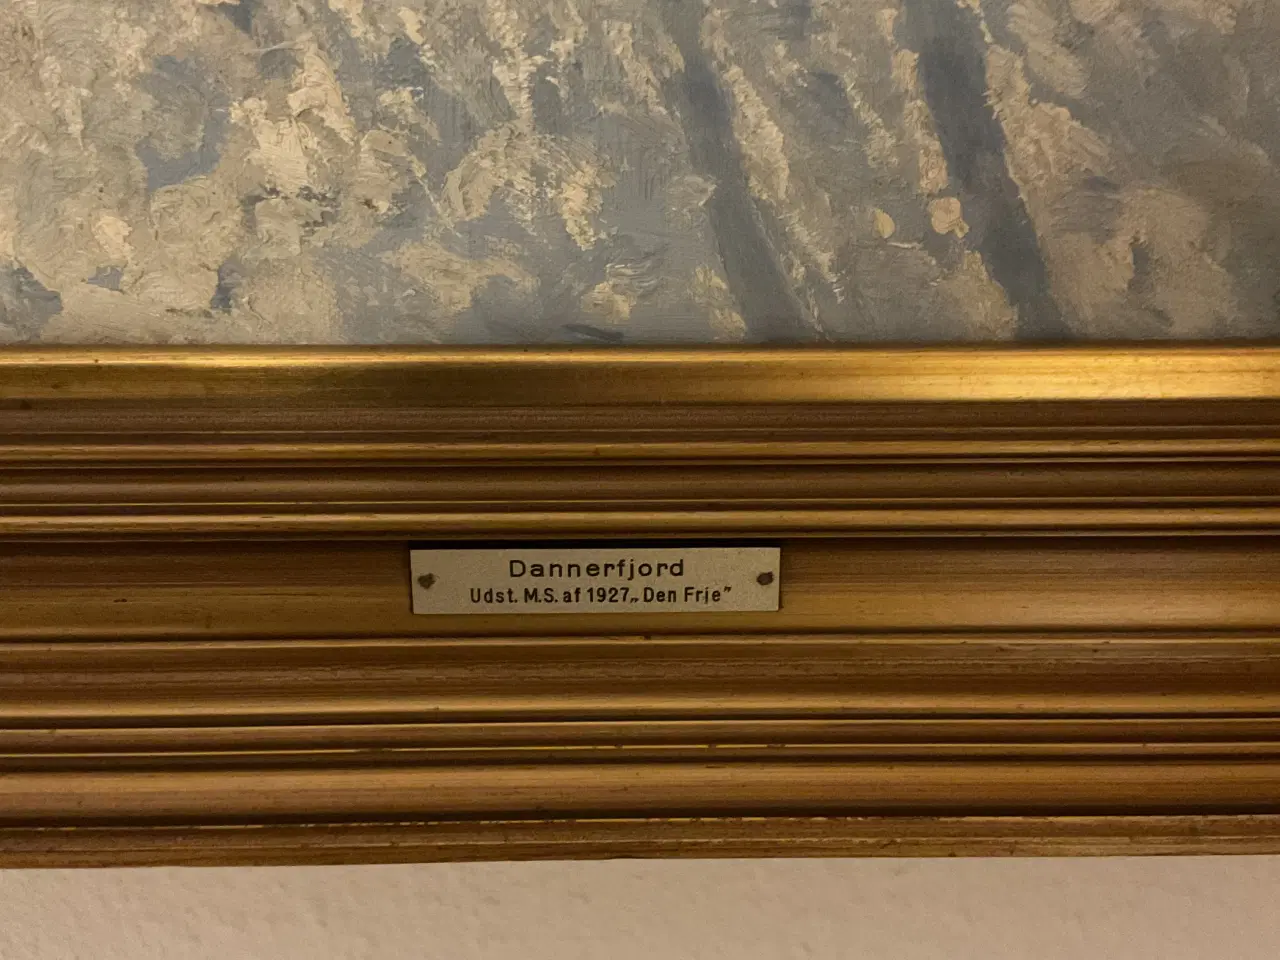 Dannerfjord
Udst. M.S. af 1927 „Den Frie”